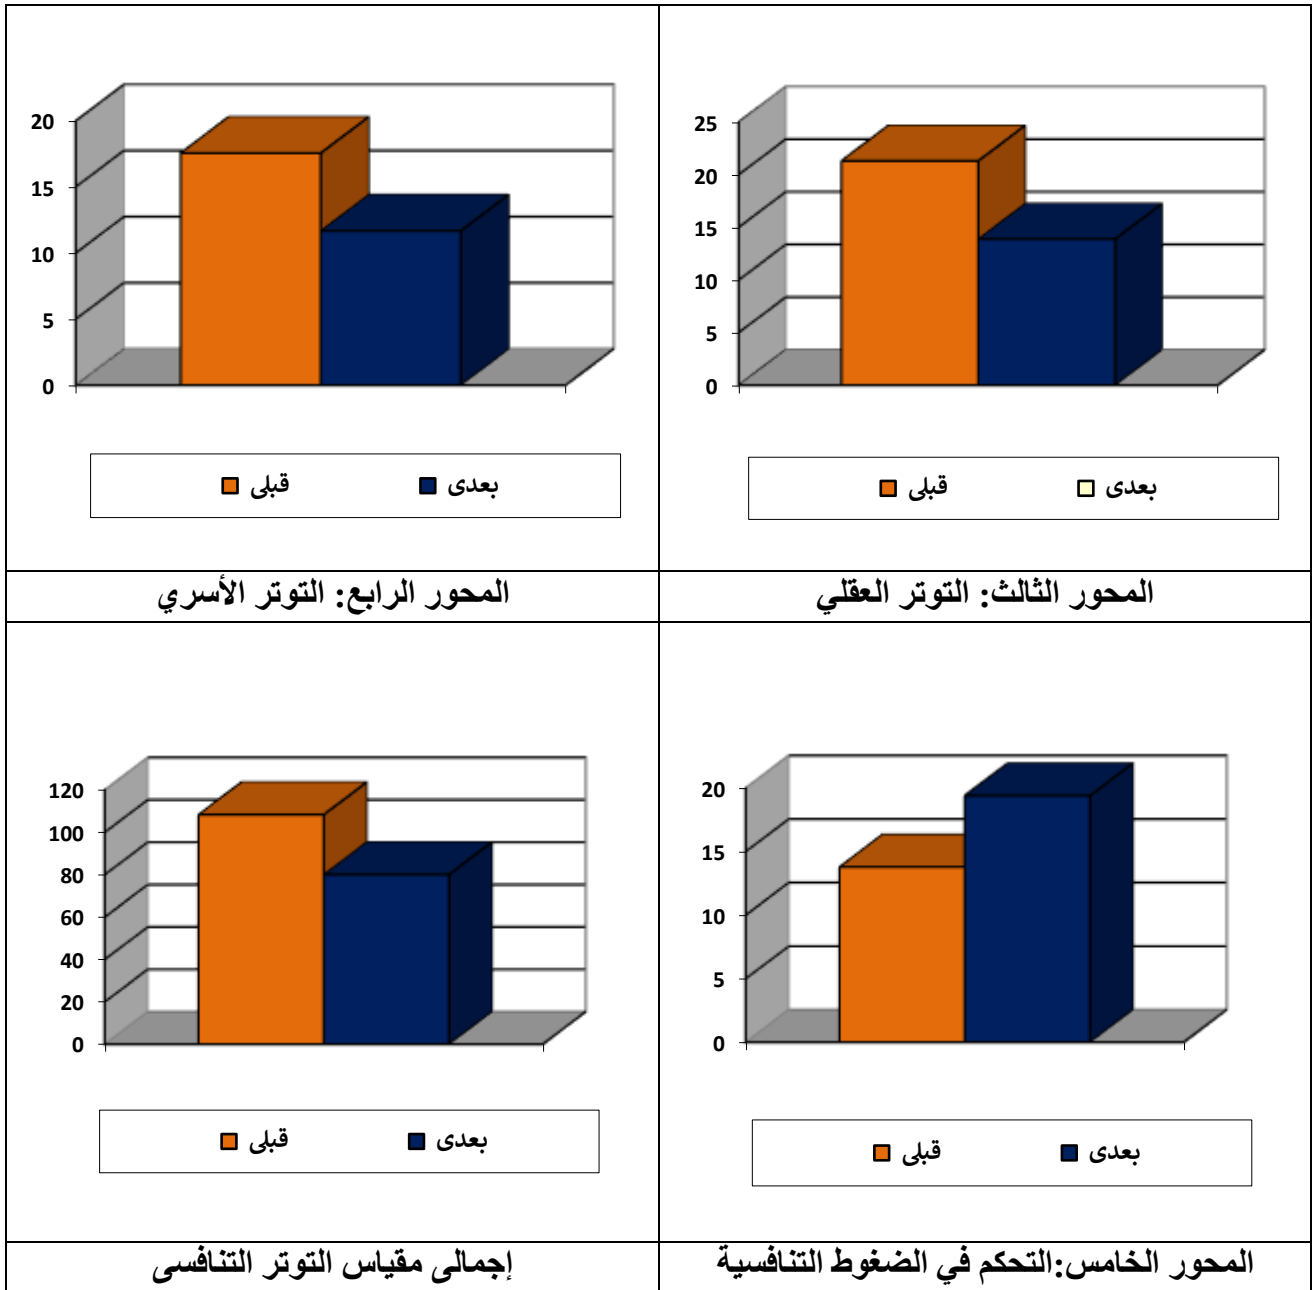 25
20
15
10
5
0
قبلى
بعدى
المحور الثالث: التوتر العقلي
20
15
10
5
0
قبلى
بعدى
المحور الرابع: التوتر الأسري
20
15
10
5
0
قبلى
بعدى
المحور الخامس:التحكم في الضغوط التنافسية
120
100
80
60
40
20
0
قبلى
بعدى
إجمالى مقياس التوتر التنافسى